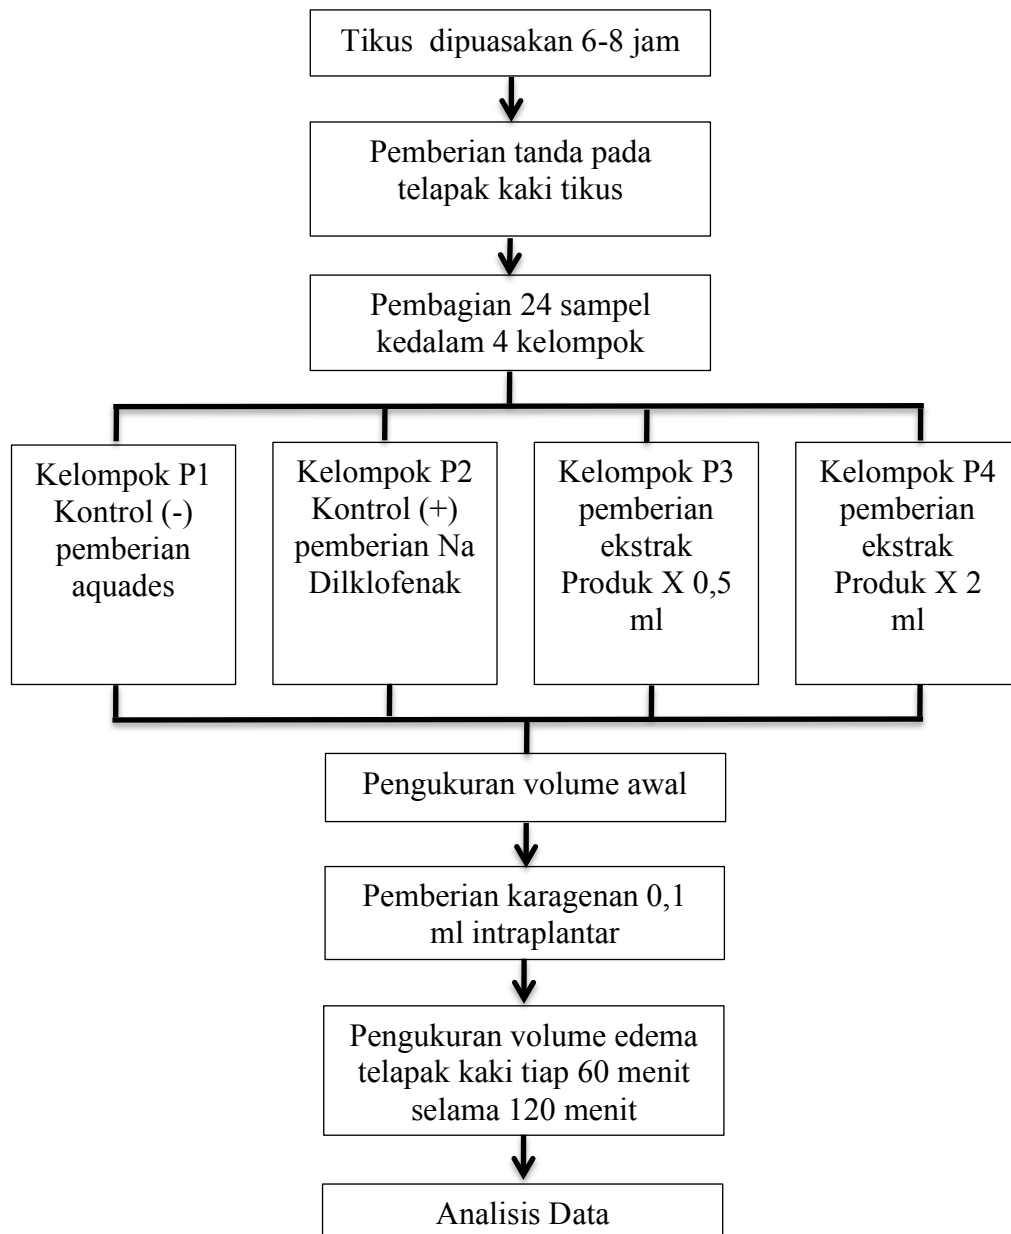 Tikus  dipuasakan 6-8 jam
Pemberian tanda pada
telapak kaki tikus
Pembagian 24 sampel
kedalam 4 kelompok
Kelompok P1
Kontrol (-)
pemberian
aquades
Kelompok P2
Kontrol (+)
pemberian Na
Dilklofenak
Kelompok P3
pemberian
ekstrak
Produk X 0,5
ml
Kelompok P4
pemberian
ekstrak
Produk X 2
ml
Pengukuran volume awal
Pemberian karagenan 0,1
ml intraplantar
Pengukuran volume edema
telapak kaki tiap 60 menit
selama 120 menit
Analisis Data